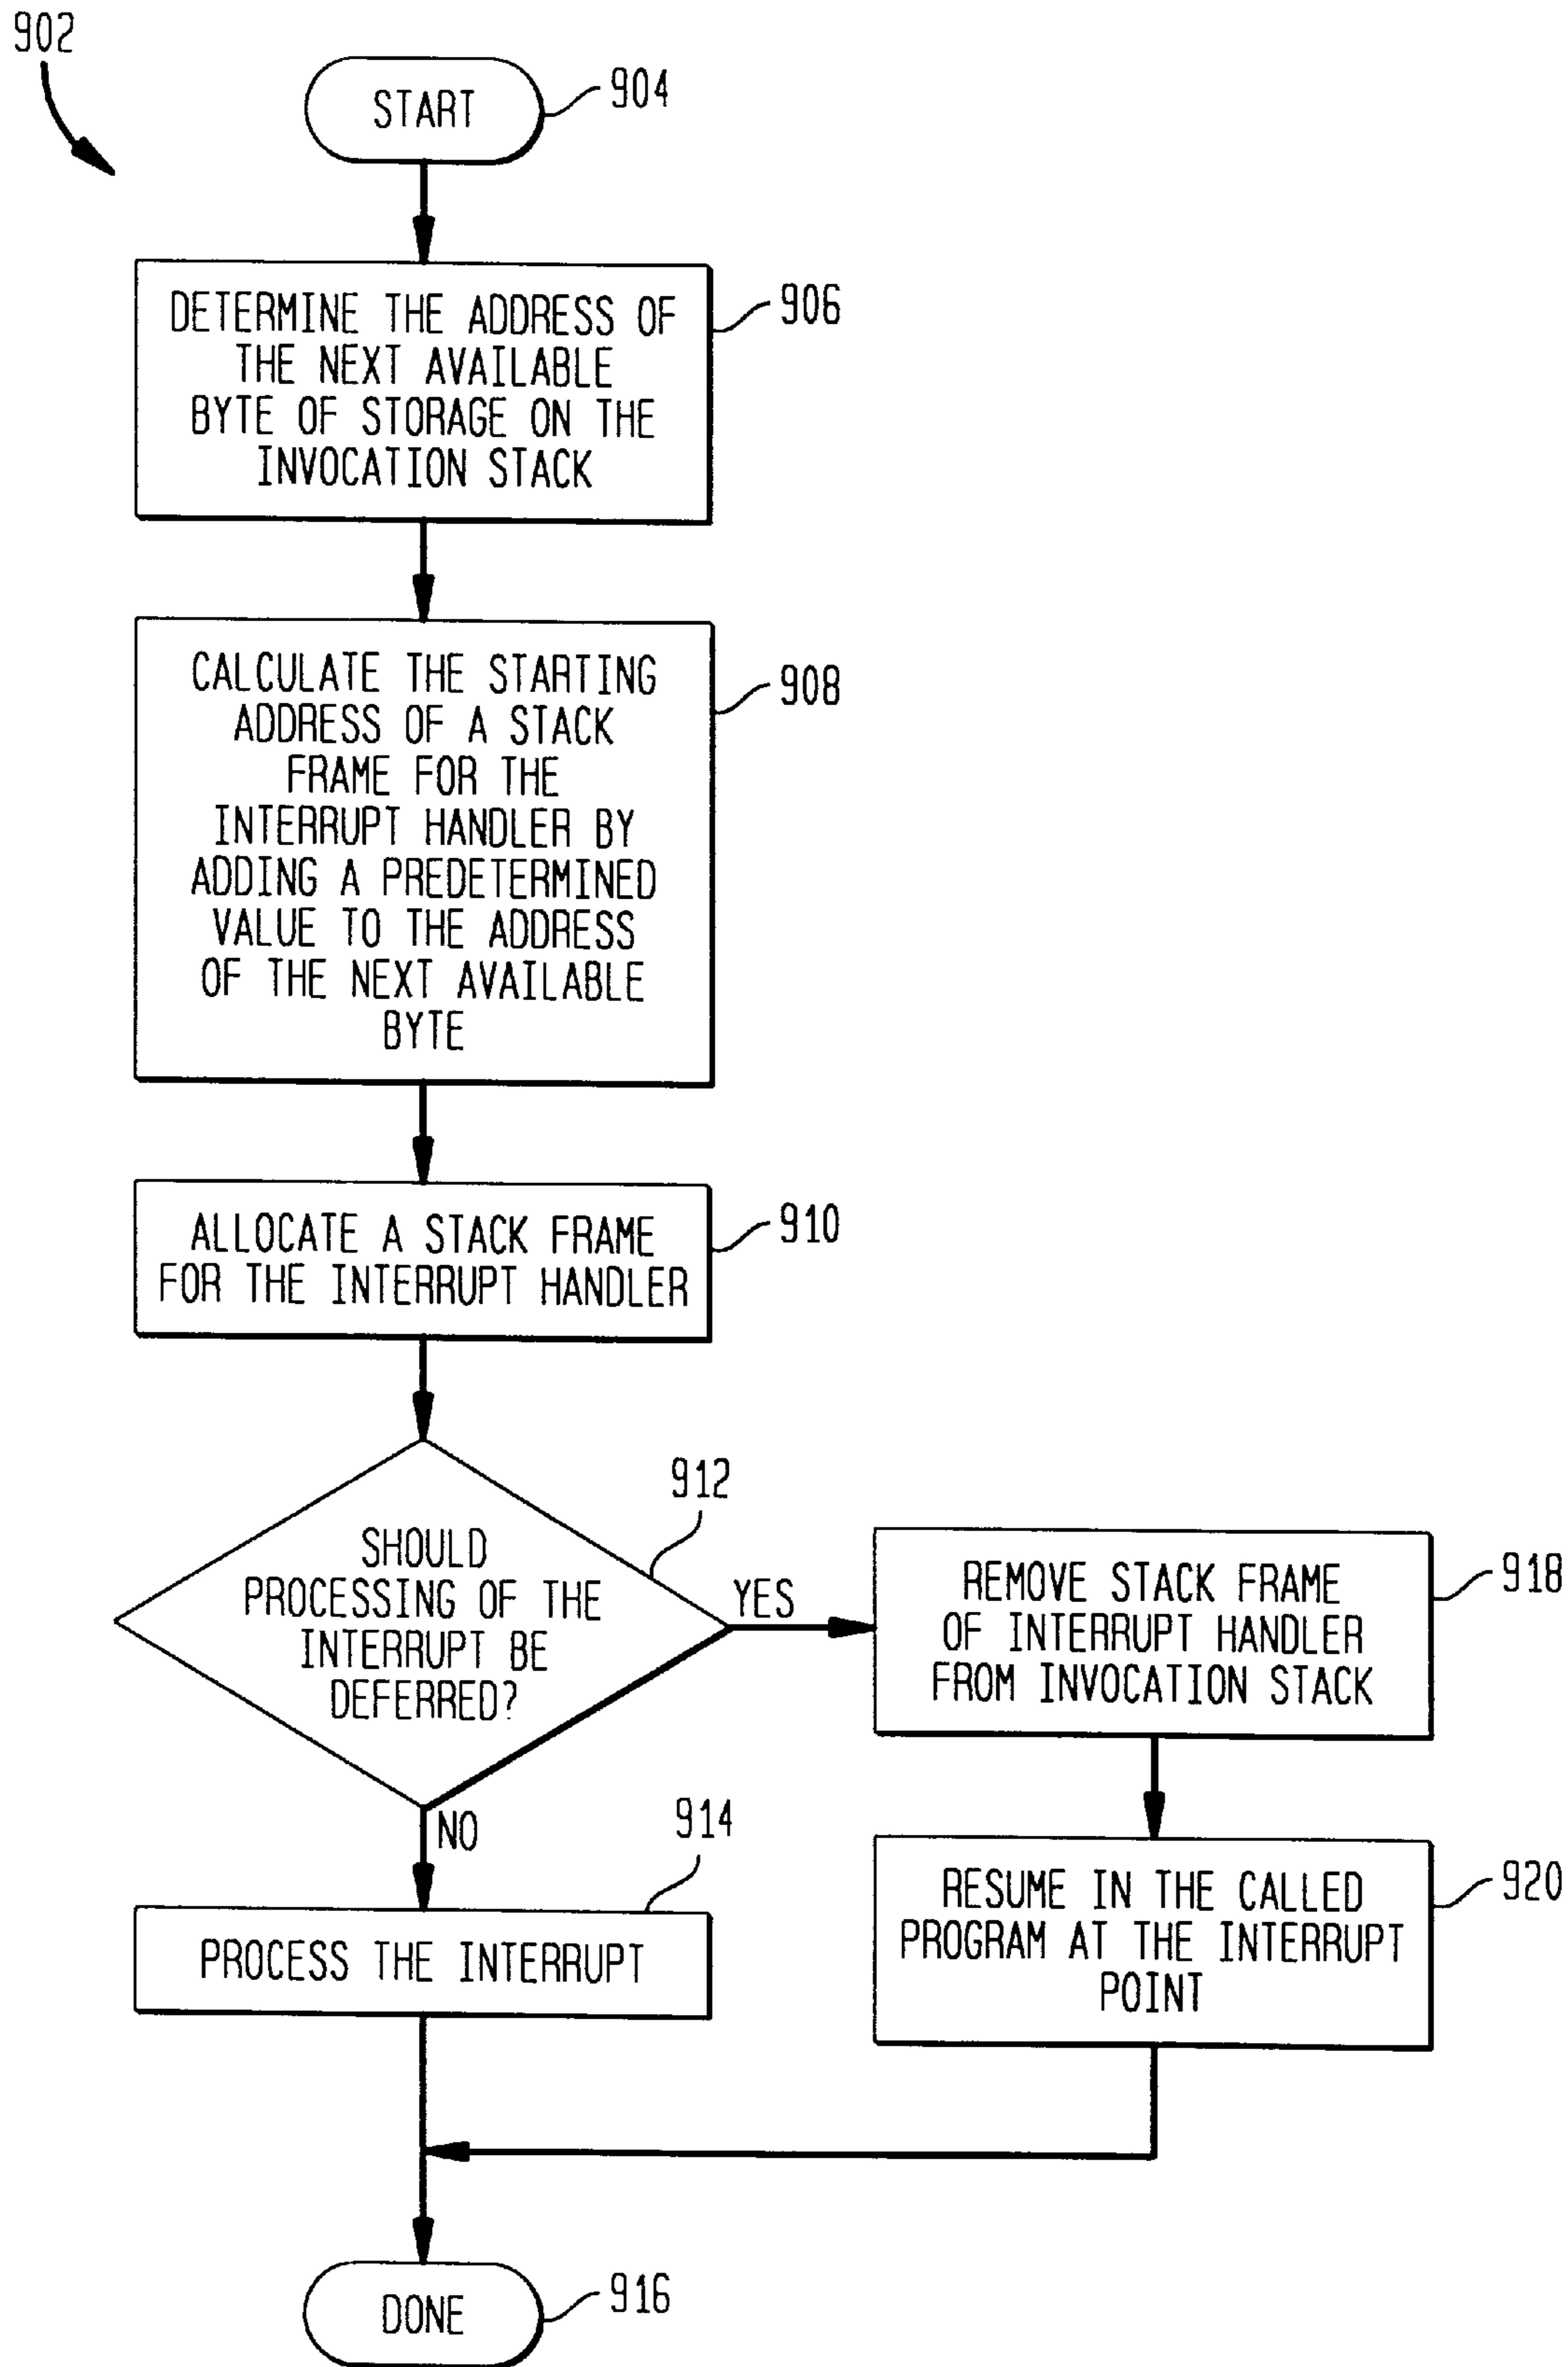 902
START
904
DETERMINE THE ADDRESS OF
THE NEXT AVAILABLE
BYTE OF STORAGE ON THE
INVOCATION STACK
906
CALCULATE THE STARTING
ADDRESS OF A STACK
FRAME FOR THE
INTERRUPT HANDLER BY
ADDING A PREDETERMINED
VALUE TO THE ADDRESS
OF THE NEXT AVAILABLE
BYTE
908
ALLOCATE A STACK FRAME
FOR THE INTERRUPT HANDLER
910
SHOULD
PROCESSING OF THE
INTERRUPT BE
DEFERRED?
912
YES
REMOVE STACK FRAME
OF INTERRUPT HANDLER
FROM INVOCATION STACK
918
NO
PROCESS THE INTERRUPT
914
RESUME IN THE CALLED
PROGRAM AT THE INTERRUPT
POINT
920
DONE
916